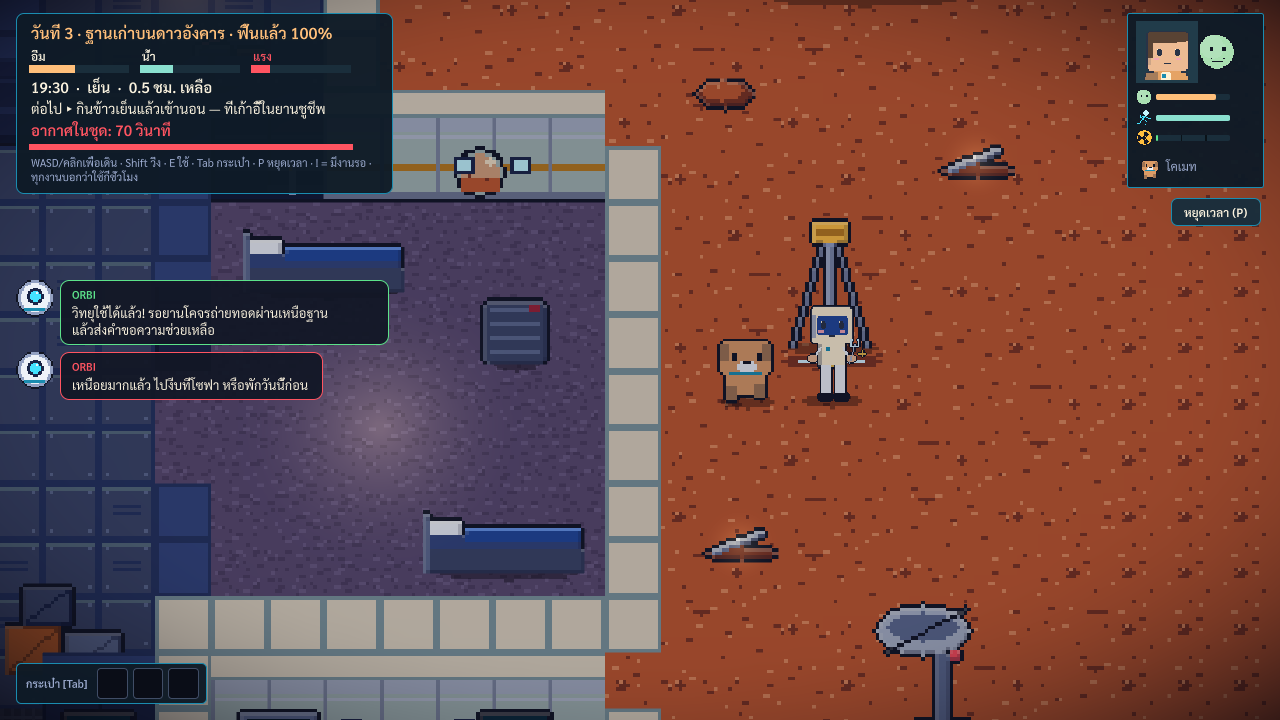 วันที่ 3 · ฐานเก่าบนดาวอังคาร · ฟื้นแล้ว 100%
อิ่ม น้ำ แรง
19:30 · เย็น · 0.5 ชม. เหลือ
ต่อไป ▸ กินข้าวเย็นแล้วเข้านอน — ที่เก้าอี้ในยานชูชีพ
อากาศในชุด: 70 วินาที
WASD/คลิกเพื่อเดิน · Shift วิ่ง · E ใช้ · Tab กระเป๋า · P หยุดเวลา · ! = มีงานรอ ·
ทุกงานบอกว่าใช้กี่ชั่วโมง
โคเมท
หยุดเวลา (P)
ORBI
วิทยุใช้ได้แล้ว! รอยานโคจรถ่ายทอดผ่านเหนือฐาน
แล้วส่งคำขอความช่วยเหลือ
ORBI
เหนื่อยมากแล้ว ไปงีบที่โซฟา หรือพักวันนี้ก่อน
กระเป๋า [Tab]